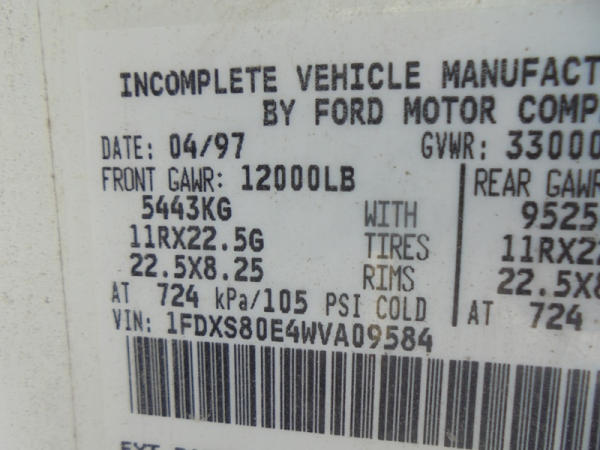 INCOMPLETE VEHICLE MANUFACT
BY FORD MOTOR COMP
DATE: 04/97 GVWR: 33000
FRONT GAWR: 12000LB REAR GAWR
5443KG WITH 9525
11RX22.5G TIRES 11RX22
22.5X8.25 RIMS 22.5X8
AT 724 kPa/105 PSI COLD AT 724
VIN: 1FDXS80E4WVA09584